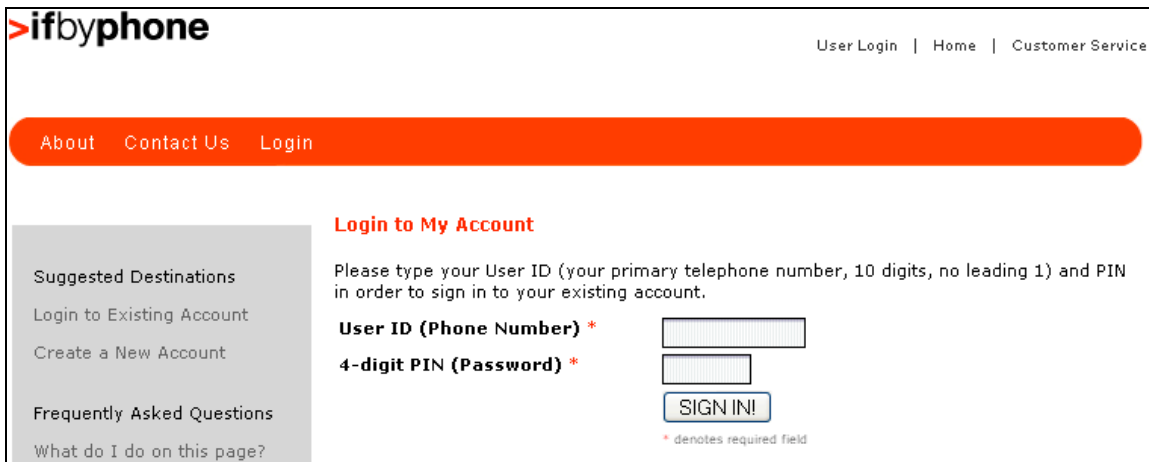 >ifbyphone
User Login | Home | Customer Service
About Contact Us Login
Suggested Destinations
Login to Existing Account
Create a New Account
Frequently Asked Questions
What do I do on this page?
Login to My Account
Please type your User ID (your primary telephone number, 10 digits, no leading 1) and PIN
in order to sign in to your existing account.
User ID (Phone Number) *
4-digit PIN (Password) *
SIGN IN!
* denotes required field